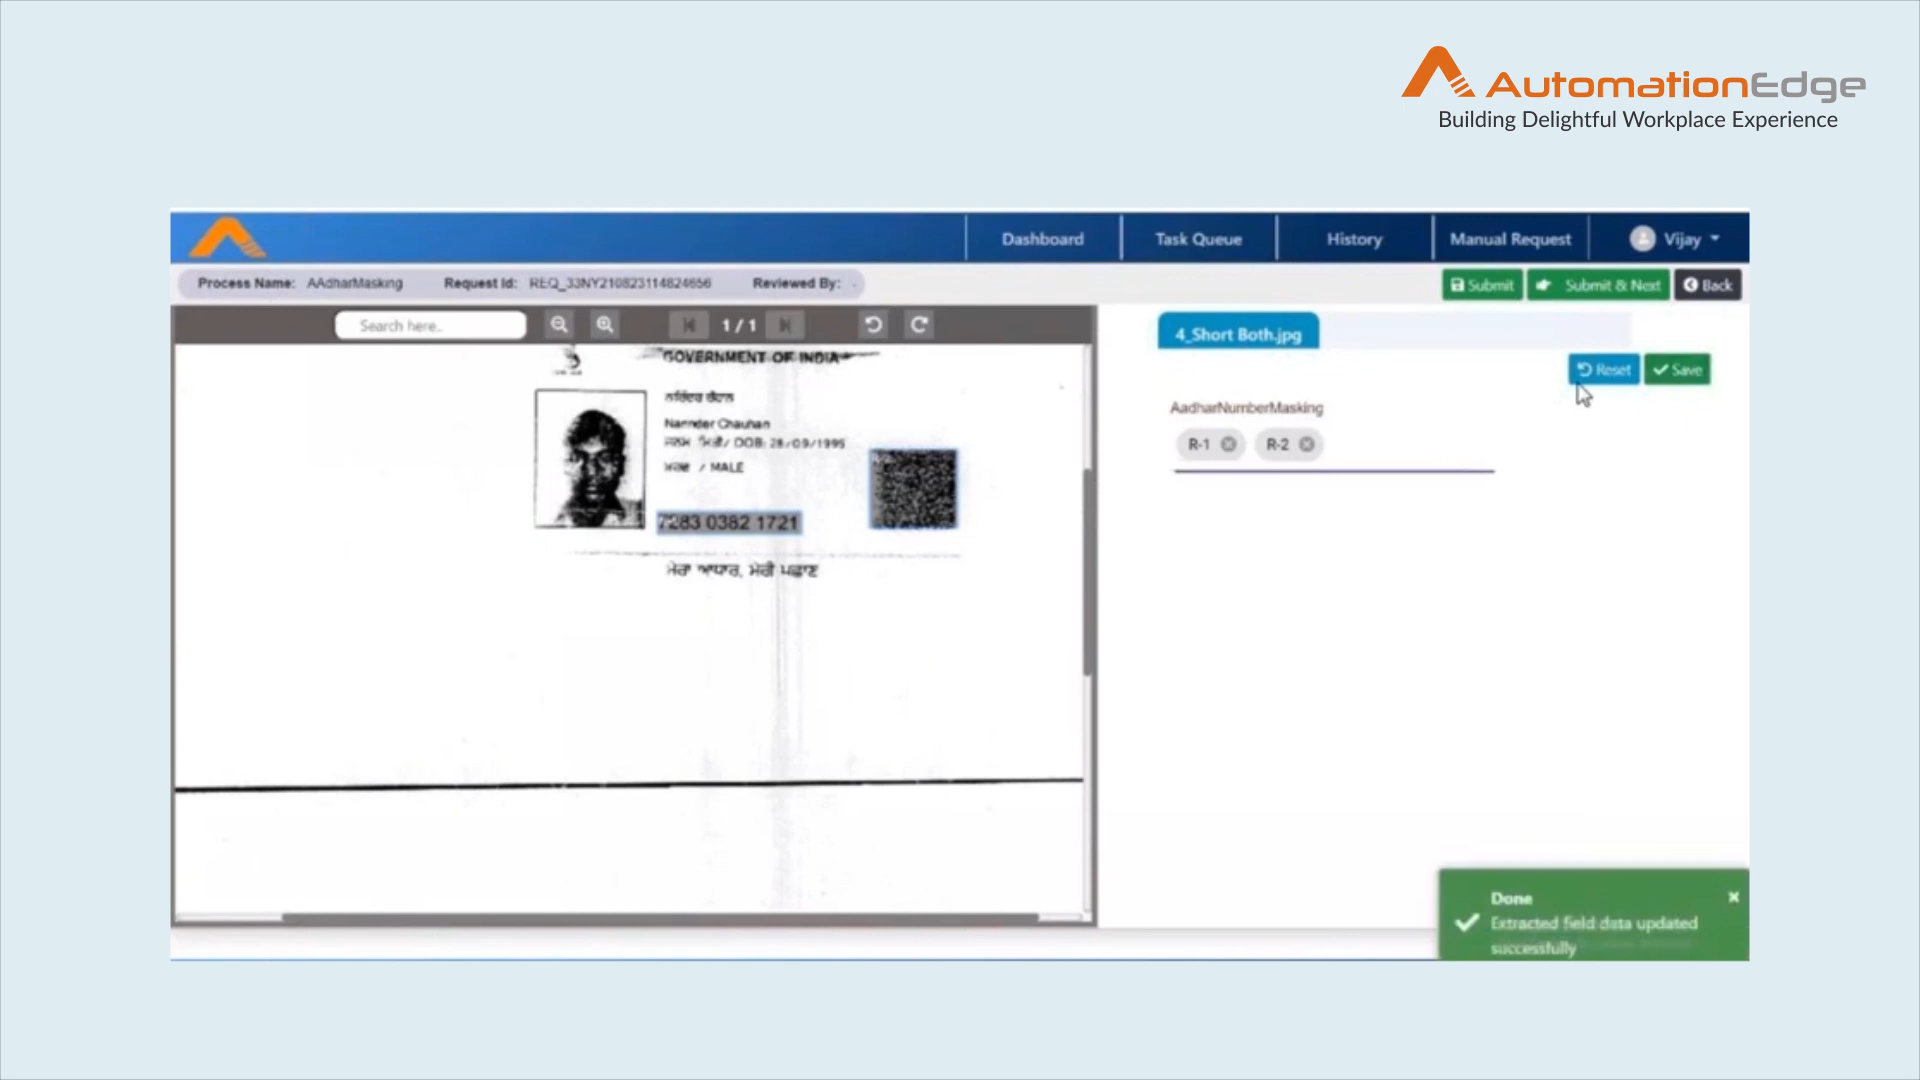 AutomationEdge
Building Delightful Workplace Experience
Dashboard
Task Queue
History
Manual Request
Vijay
Process Name: AAdharMasking
Request Id: REQ_33NY210823114824656
Reviewed By: -
Submit
Submit & Next
Back
Search here..
1 / 1
4_Short Both.jpg
Reset
Save
AadharNumberMasking
R-1
R-2
GOVERNMENT OF INDIA
Narinder Chauhan
DOB: 28/09/1995
/ MALE
7283 0382 1721
ਮੇਰਾ ਆਧਾਰ, ਮੇਰੀ ਪਛਾਣ
Done
Extracted field data updated
successfully